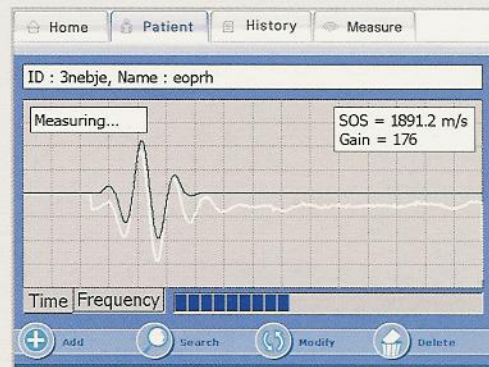 Home Patient History Measure
ID : 3nebje, Name : eoprh
Measuring...
SOS = 1891.2 m/s
Gain = 176
Time Frequency
Add Search Modify Delete